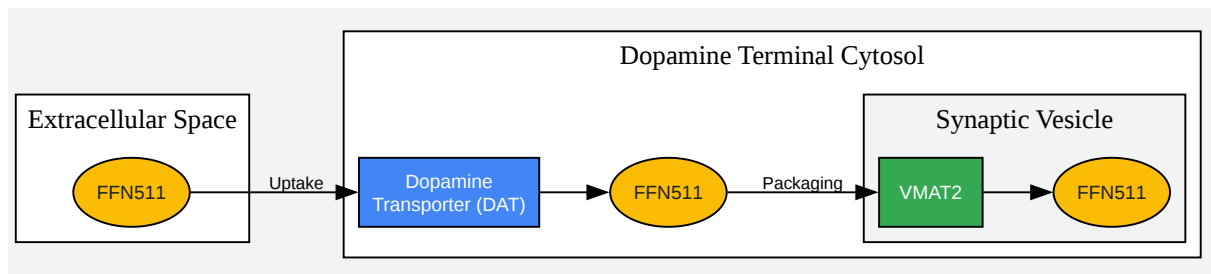 Dopamine Terminal Cytosol
Extracellular Space
Synaptic Vesicle
FFN511
Uptake
Dopamine
Transporter (DAT)
FFN511
Packaging
VMAT2
FFN511